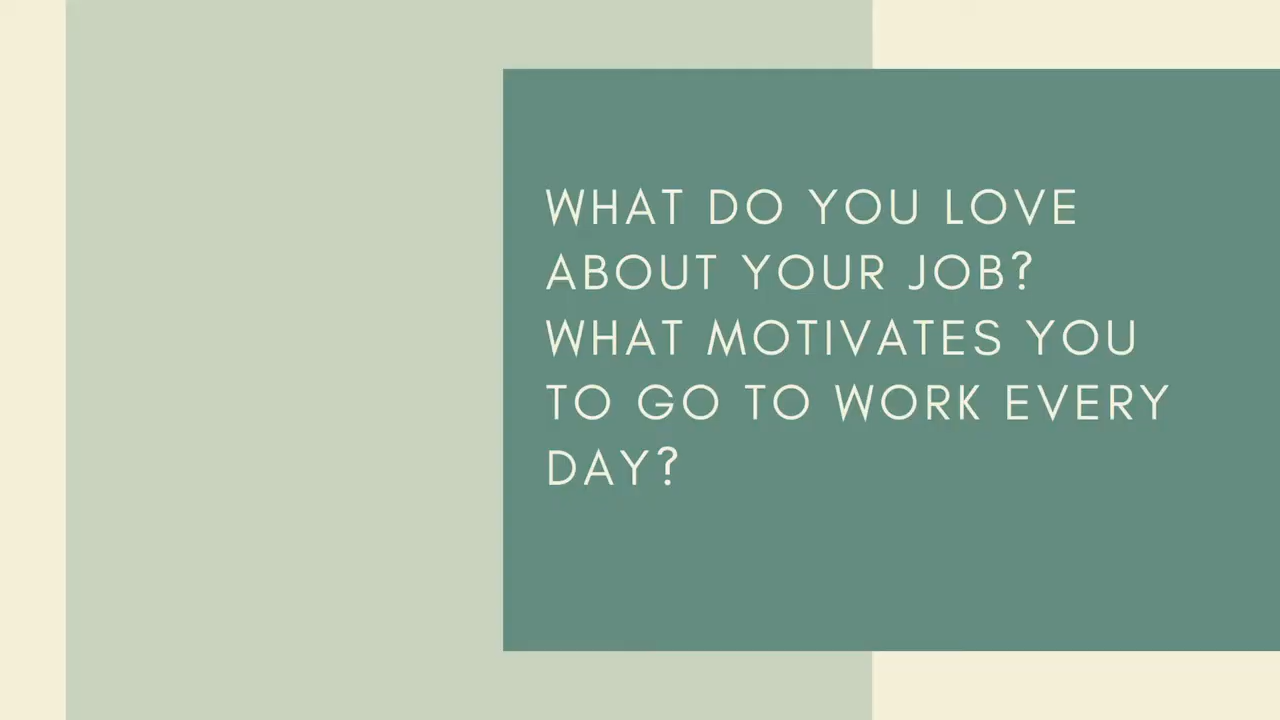 WHAT DO YOU LOVE
ABOUT YOUR JOB?
WHAT MOTIVATES YOU
TO GO TO WORK EVERY
DAY?